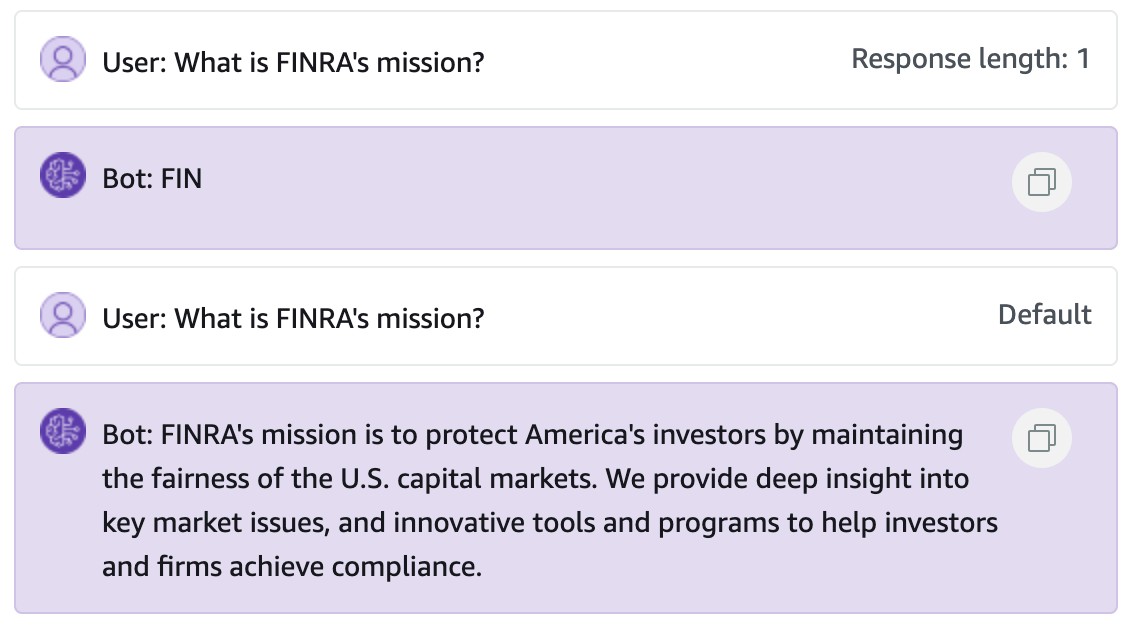 User: What is FINRA's mission?
Response length: 1
Bot: FIN
User: What is FINRA's mission?
Default
Bot: FINRA's mission is to protect America's investors by maintaining
the fairness of the U.S. capital markets. We provide deep insight into
key market issues, and innovative tools and programs to help investors
and firms achieve compliance.